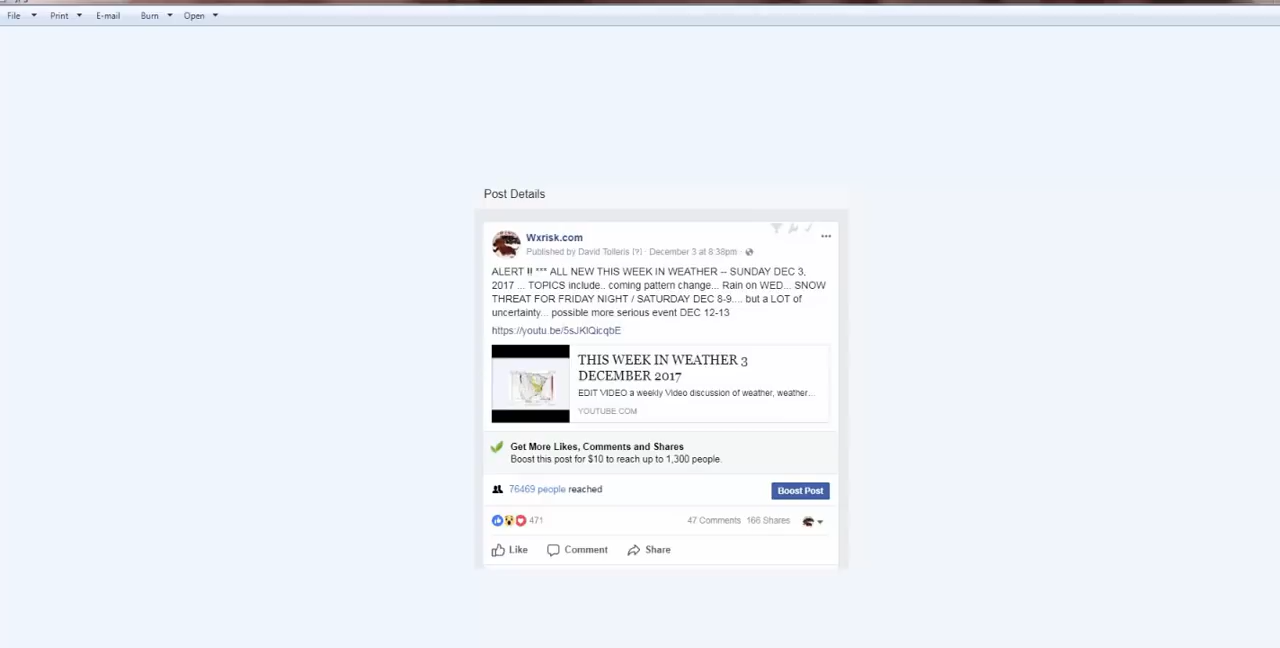 File Print E-mail Burn Open
Post Details
Wxrisk.com
Published by David Tolleris [?] · December 3 at 8:38pm ·
ALERT !! *** ALL NEW THIS WEEK IN WEATHER -- SUNDAY DEC 3,
2017 ... TOPICS include.. coming pattern change... Rain on WED... SNOW
THREAT FOR FRIDAY NIGHT / SATURDAY DEC 8-9.... but a LOT of
uncertainty... possible more serious event DEC 12-13
https://youtu.be/5sJKIQicqbE
THIS WEEK IN WEATHER 3
DECEMBER 2017
EDIT VIDEO a weekly Video discussion of weather, weather...
YOUTUBE.COM
Get More Likes, Comments and Shares
Boost this post for $10 to reach up to 1,300 people.
76469 people reached
Boost Post
471
47 Comments 166 Shares
Like Comment Share